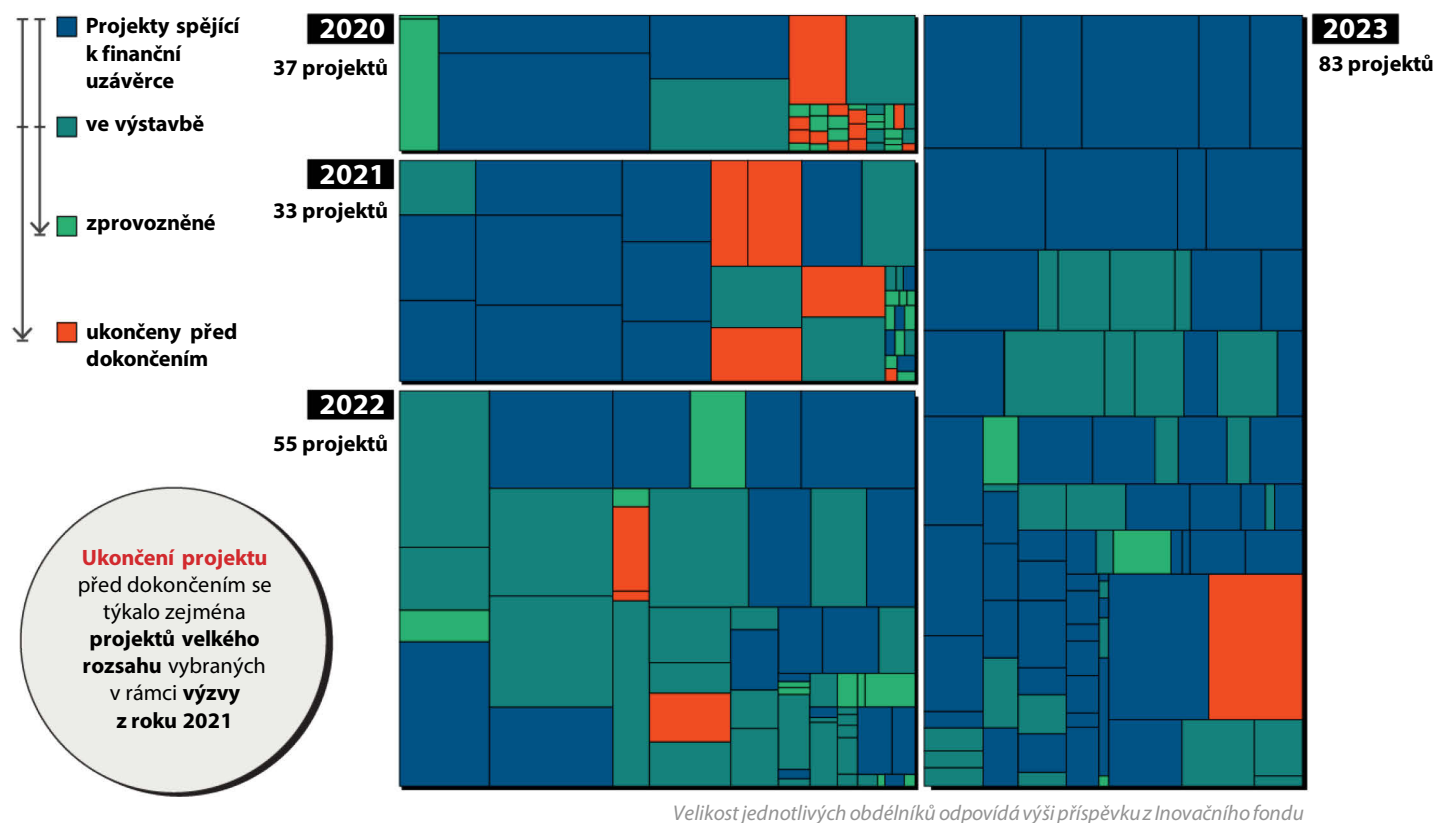 Projekty spějící
k finanční
uzávěrce
ve výstavbě
zprovozněné
ukončeny před
dokončením
2020
37 projektů
2021
33 projektů
2022
55 projektů
2023
83 projektů
Ukončení projektu
před dokončením se
týkalo zejména
projektů velkého
rozsahu vybraných
v rámci výzvy
z roku 2021
Velikost jednotlivých obdélníků odpovídá výši příspěvku z Inovačního fondu